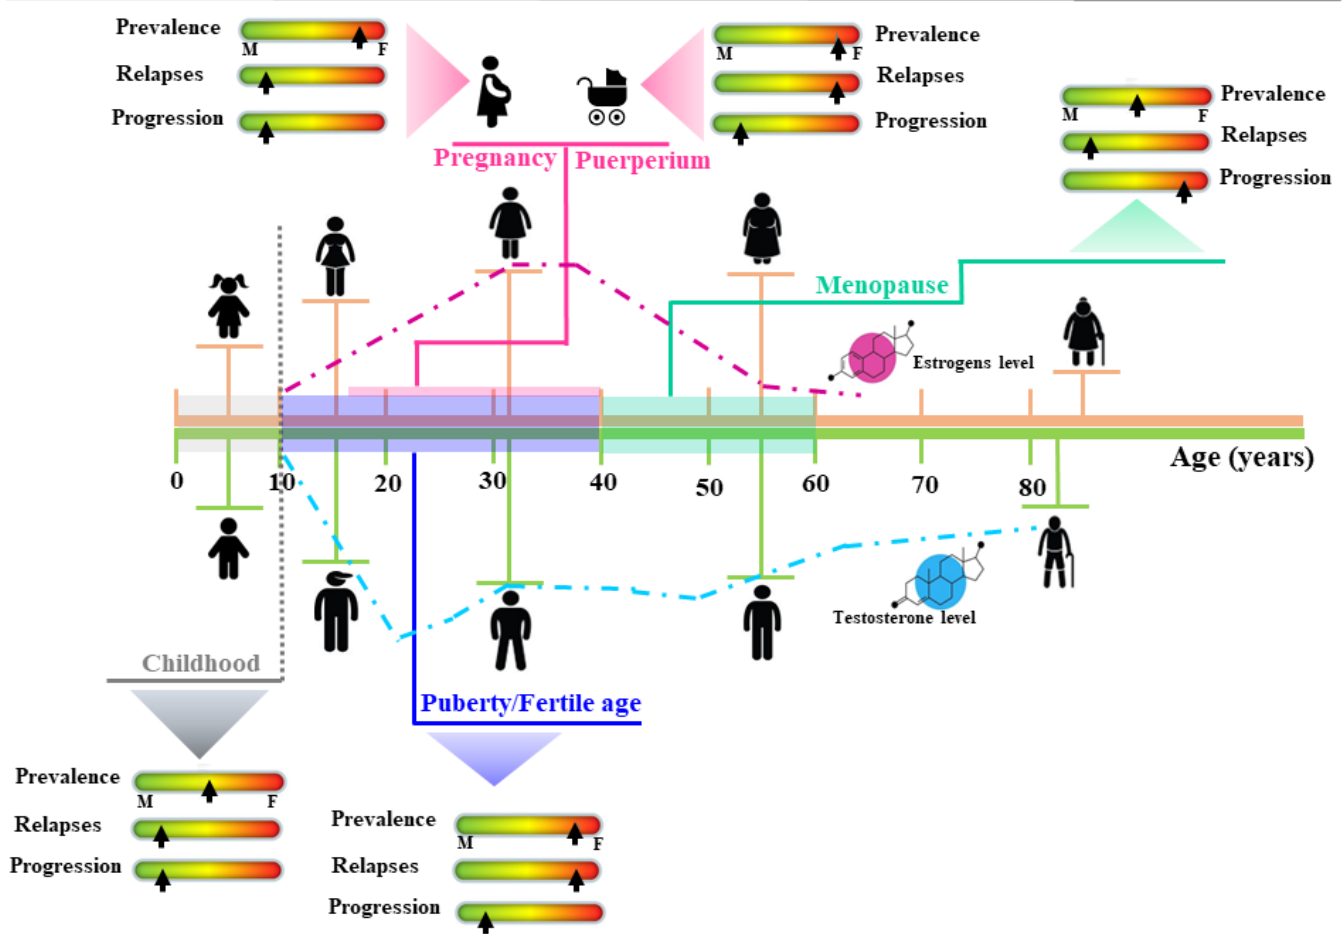 Prevalence
M F
Relapses
Progression
Prevalence
M F
Relapses
Progression
Prevalence
M F
Relapses
Progression
Pregnancy Puerperium
Menopause
Estrogens level
Age (years)
0 10 20 30 40 50 60 70 80
Testosterone level
Childhood
Puberty/Fertile age
Prevalence
M F
Relapses
Progression
Prevalence
M F
Relapses
Progression